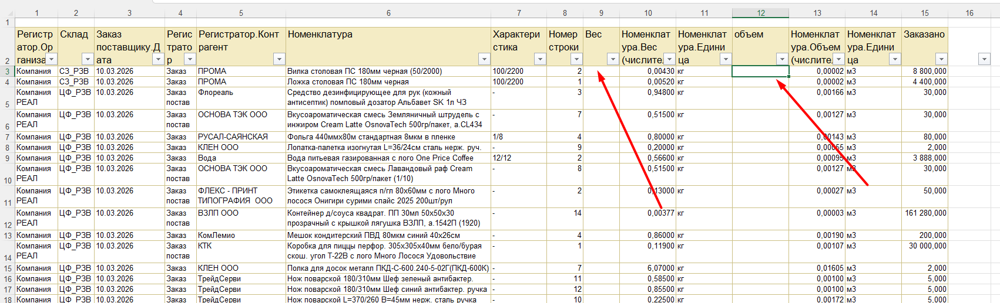 1 2 3 4 5 6 7 8 9 10 11 12 13 14 15 16
1
2 Регистратор.Организа Склад Заказ поставщику.Дата Регистратор Регистратор.Контрагент Номенклатура Характеристика Номер строки Вес Номенклатура.Вес (числите. Номенклатура.Единица объем Номенклатура.Объем (числите. Номенклатура.Единица Заказано
3 Компания СЗ_РЗВ 10.03.2026 Заказ ПРОМА Вилка столовая ПС 180мм черная (50/2000) 100/2200 2 0,00430 кг 0,00002 м3 8 800,000
4 Компания СЗ_РЗВ 10.03.2026 Заказ ПРОМА Ложка столовая ПС 180мм черная 100/2200 1 0,00520 кг 0,00002 м3 4 400,000
5 Компания РЕАЛ ЦФ_РЗВ 10.03.2026 Заказ постав Флореаль Средство дезинфицирующее для рук (кожный антисептик) помповый дозатор Альбавет SK 1л ЧЗ - 3 0,94800 кг 0,00166 м3 30,000
6 Компания РЕАЛ ЦФ_РЗВ 10.03.2026 Заказ постав ОСНОВА ТЭК ООО Вкусоароматическая смесь Земляничный штрудель с инжиром Cream Latte OsnovaTech 500гр/пакет, а.CL434 - 7 0,51500 кг 0,00127 м3 30,000
7 Компания ЦФ_РЗВ 10.03.2026 Заказ РУСАЛ-САЯНСКАЯ Фольга 440ммх80м стандартная 8мкм в пленке 1/8 4 0,80000 кг 0,00143 м3 80,000
8 Компания ЦФ_РЗВ 10.03.2026 Заказ КЛЕН ООО Лопатка-палетка изогнутая L=36/24см сталь нерж. руч. - 9 0,20000 кг м3 2,000
9 Компания ЦФ_РЗВ 10.03.2026 Заказ Вода Вода питьевая газированная с лого One Price Coffee 12/12 2 0,56600 кг 0,00095 м3 3 888,000
10 Компания РЕАЛ ЦФ_РЗВ 10.03.2026 Заказ постав ОСНОВА ТЭК ООО Вкусоароматическая смесь Лавандовый раф Cream Latte OsnovaTech 500гр/пакет (1/10) - 8 0,51500 кг 0,00127 м3 30,000
11 Компания РЕАЛ ЦФ_РЗВ 10.03.2026 Заказ постав ФЛЕКС - ПРИНТ ТИПОГРАФИЯ ООО Этикетка самоклеящаяся п/гл 80х60мм с лого Много лосося Онигири сурими спайс 2025 200шт/рул - 2 0,13000 кг 0,00027 м3 50,000
12 Компания РЕАЛ ЦФ_РЗВ 10.03.2026 Заказ постав ВЗЛП ООО Контейнер д/соуса квадрат. ПП 30мл 50х50х30 прозрачный с крышкой лягушка ВЗЛП, а.1542П (1920) - 14 0,00377 кг 0,00003 м3 161 280,000
13 Компания ЦФ_РЗВ 10.03.2026 Заказ КомЛемио Мешок кондитерский ПВД 80мкм синий 40х26см - 4 0,86000 кг 0,00190 м3 200,000
14 Компания РЕАЛ ЦФ_РЗВ 10.03.2026 Заказ постав КТК Коробка для пиццы перфор. 305х305х40мм бело/бурая скош. угол Т-22В с лого Много Лосося Удовольствие - 1 0,11900 кг 0,00107 м3 30 000,000
15 Компания ЦФ_РЗВ 10.03.2026 Заказ КЛЕН ООО Полка для досок металл ПКД-С-600.240-5-02Г(ПКД-600К) - 7 6,07000 кг 0,01605 м3 2,000
16 Компания ЦФ_РЗВ 10.03.2026 Заказ ТрейдСерви Нож поварской 180/310мм Шеф зеленый антибактер. - 11 0,58500 кг 0,00100 м3 5,000
17 Компания ЦФ_РЗВ 10.03.2026 Заказ ТрейдСерви Нож поварской 180/310мм Шеф синий антибактер. ручка - 12 0,85500 кг 0,00100 м3 5,000
18 Компания ЦФ_РЗВ 10.03.2026 Заказ ТрейдСерви Нож поварской L=370/260 B=45мм нерж. сталь ручка - 10 0,22500 кг 0,00172 м3 5,000